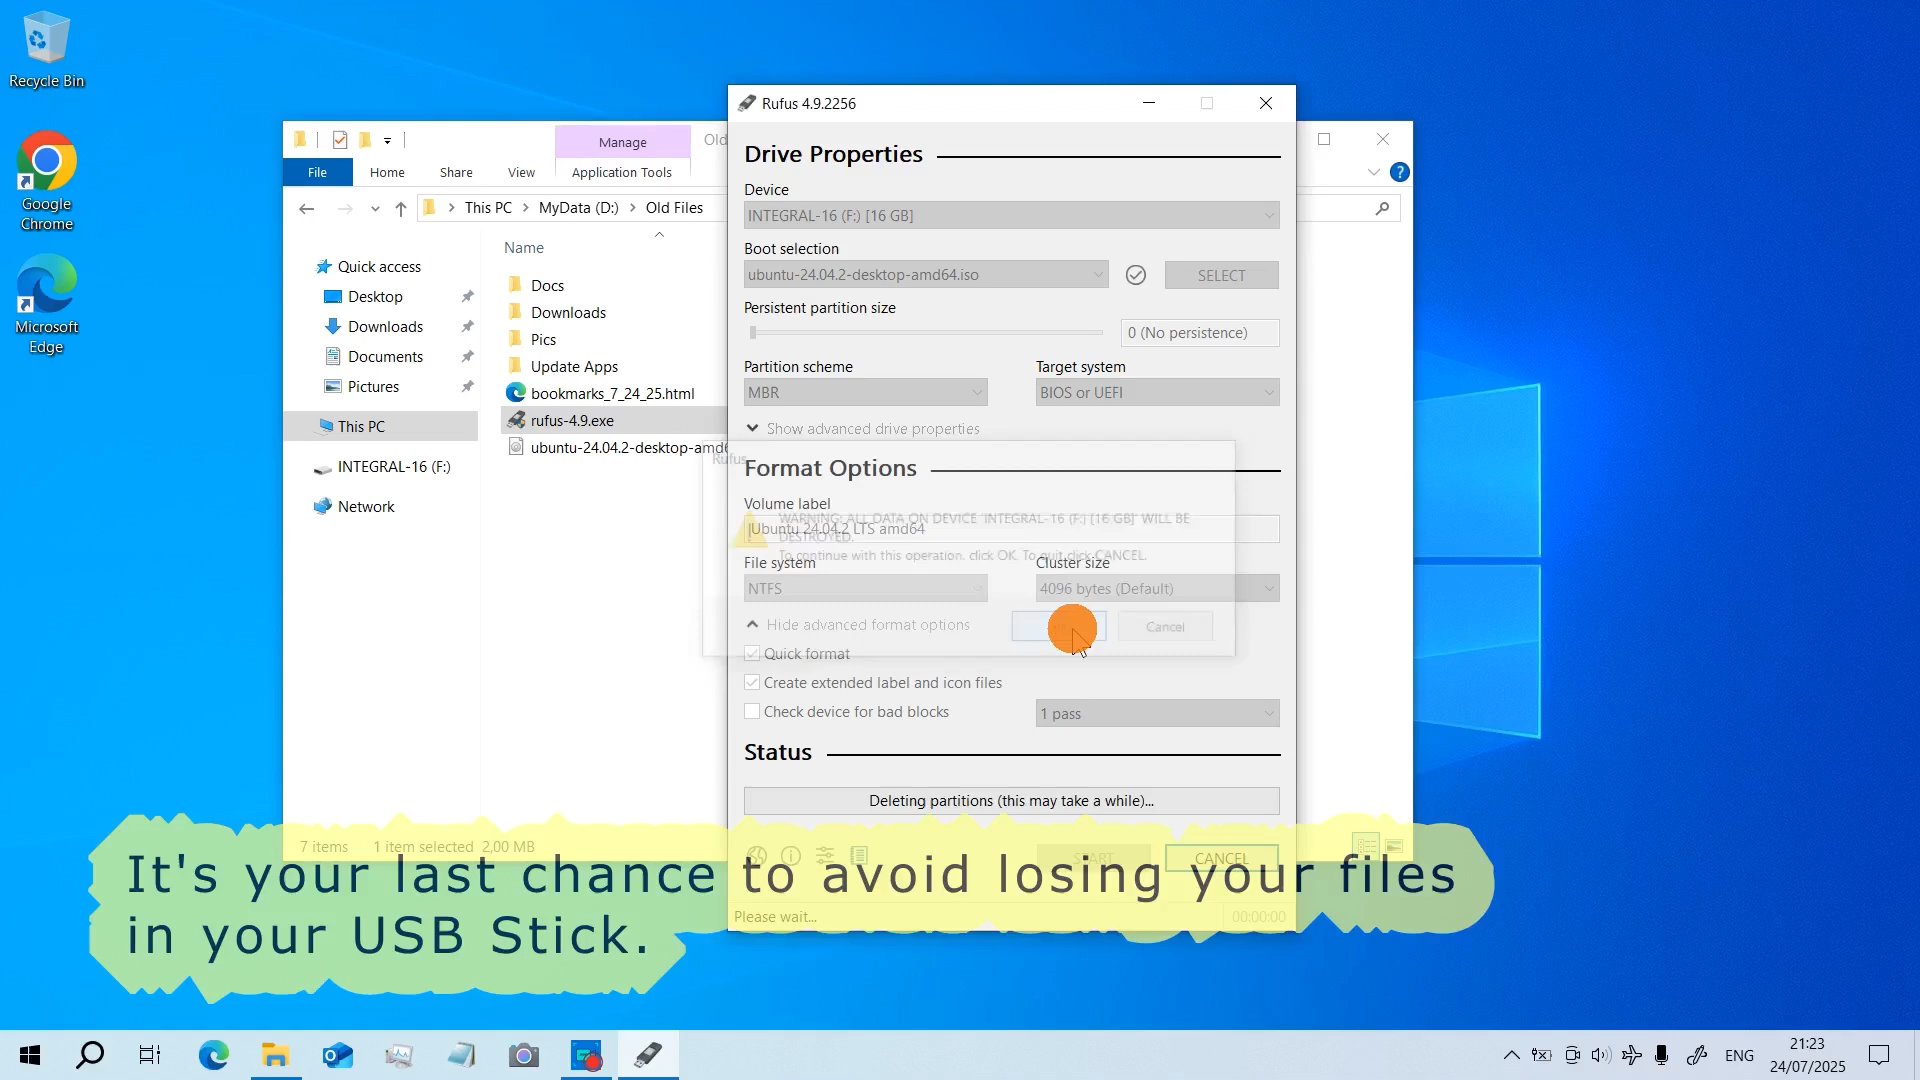 Recycle Bin
Google
Chrome
Microsoft
Edge
Manage
Old
File
Home
Share
View
Application Tools
This PC
MyData (D:)
Old Files
Name
Quick access
Desktop
Downloads
Documents
Pictures
This PC
INTEGRAL-16 (F:)
Network
Docs
Downloads
Pics
Update Apps
bookmarks_7_24_25.html
rufus-4.9.exe
ubuntu-24.04.2-desktop-amd6
7 items
1 item selected 2,00 MB
Rufus 4.9.2256
Drive Properties
Device
INTEGRAL-16 (F:) [16 GB]
Boot selection
ubuntu-24.04.2-desktop-amd64.iso
SELECT
Persistent partition size
0 (No persistence)
Partition scheme
Target system
MBR
BIOS or UEFI
Show advanced drive properties
Rufus
Format Options
Volume label
WARNING: ALL DATA ON DEVICE 'INTEGRAL-16 (F:) [16 GB]' WILL BE
DESTROYED.
Ubuntu 24.04.2 LTS amd64
To continue with this operation, click OK. To quit click CANCEL.
File system
Cluster size
NTFS
4096 bytes (Default)
Hide advanced format options
Cancel
Quick format
Create extended label and icon files
Check device for bad blocks
1 pass
Status
Deleting partitions (this may take a while)...
START
CANCEL
Please wait...
00:00:00
It's your last chance to avoid losing your files
in your USB Stick.
ENG
21:23
24/07/2025